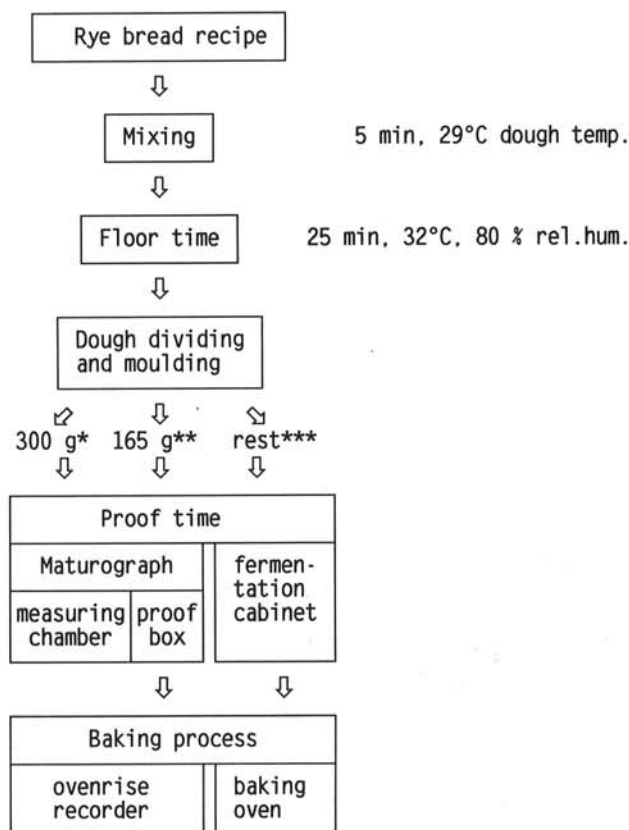 Rye bread recipe
Mixing
5 min, 29°C dough temp.
Floor time
25 min, 32°C, 80 % rel.hum.
Dough dividing
and moulding
300 g* 165 g** rest***
Proof time
Maturograph
fermen-
tation
cabinet
measuring
chamber
proof
box
Baking process
ovenrise
recorder
baking
oven